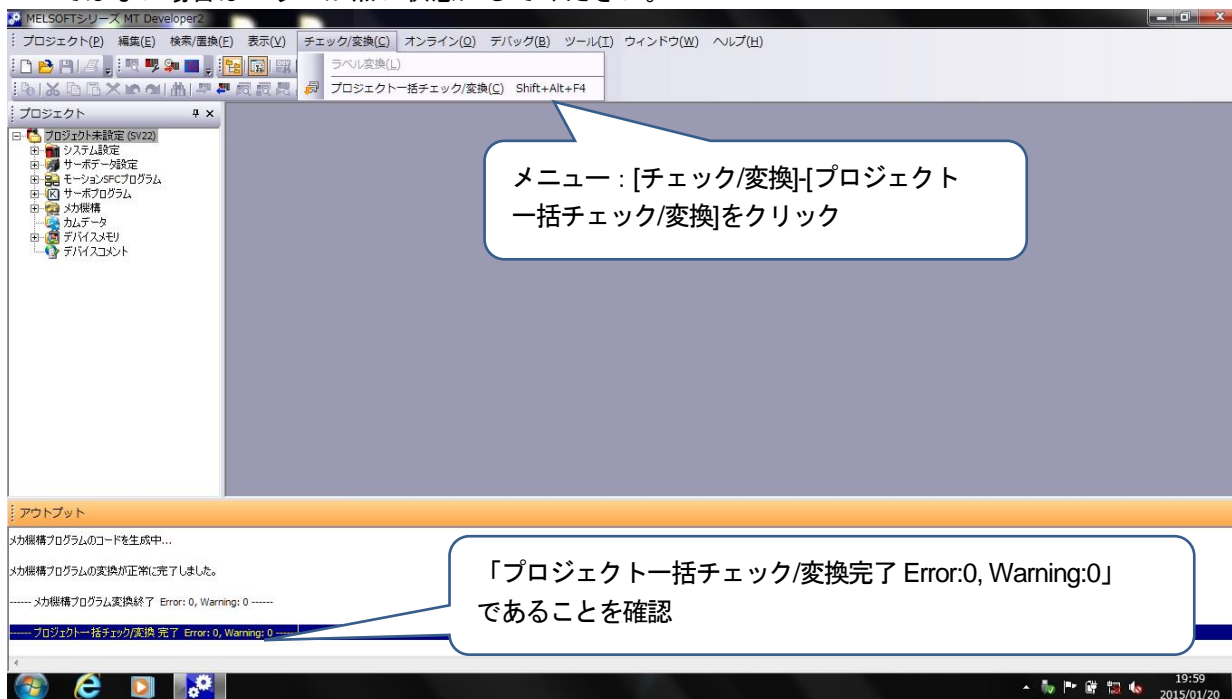 MELSOFTシリーズ MT Developer2
プロジェクト(P) 編集(E) 検索/置換(F) 表示(V) チェック/変換(C) オンライン(O) デバッグ(B) ツール(T) ウィンドウ(W) ヘルプ(H)
ラベル変換(L)
プロジェクト一括チェック/変換(C) Shift+Alt+F4
プロジェクト
プロジェクト未設定 (SV22)
システム設定
サーボデータ設定
モーションSFCプログラム
サーボプログラム
メカ機構
カムデータ
デバイスメモリ
デバイスコメント
メニュー:[チェック/変換]-[プロジェクト
一括チェック/変換]をクリック
アウトプット
メカ機構プログラムのコードを生成中...
メカ機構プログラムの変換が正常に完了しました。
------ メカ機構プログラム変換終了 Error: 0, Warning: 0 ------
------ プロジェクト一括チェック/変換 完了 Error: 0, Warning: 0 ------
「プロジェクト一括チェック/変換完了 Error:0, Warning:0」
であることを確認
19:59
2015/01/20